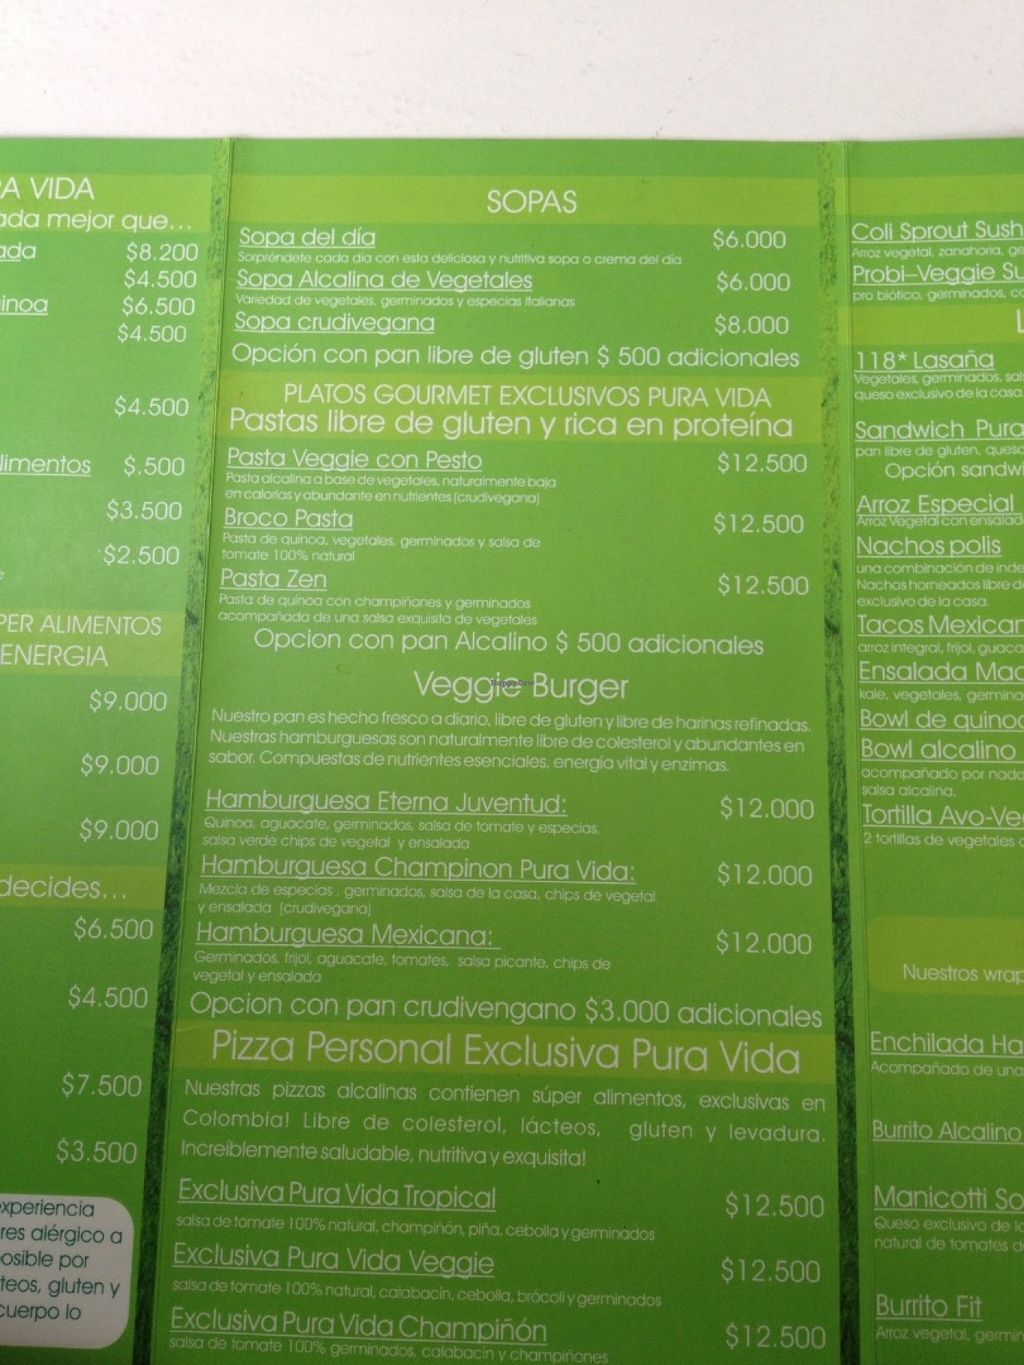 A VIDA
ada mejor que...
ada $8.200
$4.500
inoa $6.500
$4.500
$4.500
limentos $.500
$3.500
$2.500
PER ALIMENTOS
ENERGIA
$9.000
$9.000
$9.000
decides...
$6.500
$4.500
$7.500
$3.500
xperiencia
res alérgico a
osible por
teos, gluten y
cuerpo lo
SOPAS
Sopa del día $6.000
Sorpréndete cada día con esta deliciosa y nutritiva sopa o crema del día
Sopa Alcalina de Vegetales $6.000
Variedad de vegetales, germinados y especias italianas
Sopa crudivegana $8.000
Opción con pan libre de gluten $ 500 adicionales
PLATOS GOURMET EXCLUSIVOS PURA VIDA
Pastas libre de gluten y rica en proteína
Pasta Veggie con Pesto $12.500
Pasta alcalina a base de vegetales, naturalmente baja
en calorías y abundante en nutrientes (crudivegana)
Broco Pasta $12.500
Pasta de quinoa, vegetales, germinados y salsa de
tomate 100% natural
Pasta Zen $12.500
Pasta de quinoa con champiñones y germinados
acompañada de una salsa exquisita de vegetales
Opcion con pan Alcalino $ 500 adicionales
Veggie Burger
HappyCow
Nuestro pan es hecho fresco a diario, libre de gluten y libre de harinas refinadas.
Nuestras hamburguesas son naturalmente libre de colesterol y abundantes en
sabor. Compuestas de nutrientes esenciales, energía vital y enzimas.
Hamburguesa Eterna Juventud: $12.000
Quinoa, aguacate, germinados, salsa de tomate y especias,
salsa verde chips de vegetal y ensalada
Hamburguesa Champinon Pura Vida: $12.000
Mezcla de especias , germinados, salsa de la casa, chips de vegetal
y ensalada (crudivegana)
Hamburguesa Mexicana: $12.000
Germinados, frijol, aguacate, tomates, salsa picante, chips de
vegetal y ensalada
Opcion con pan crudivengano $3.000 adicionales
Pizza Personal Exclusiva Pura Vida
Nuestras pizzas alcalinas contienen súper alimentos, exclusivas en
Colombia! Libre de colesterol, lácteos, gluten y levadura.
Increíblemente saludable, nutritiva y exquisita!
Exclusiva Pura Vida Tropical $12.500
salsa de tomate 100% natural, champiñón, piña, cebolla y germinados
Exclusiva Pura Vida Veggie $12.500
salsa de tomate 100% natural, calabacín, cebolla, brócoli y germinados
Exclusiva Pura Vida Champiñón $12.500
salsa de tomate 100% germinados, calabacín y champiñones
Coli Sprout Sush
Arroz vegetal, zanahoria, ge
Probi-Veggie Su
pro biótico, germinados, co
L
118* Lasaña
Vegetales, germinados, sal
queso exclusivo de la casa.
Sandwich Pura
pan libre de gluten, queso
Opción sandwi
Arroz Especial
Arroz Vegetal con ensalad
Nachos polis
una combinación de inde
Nachos horneados libre d
exclusivo de la casa.
Tacos Mexican
arroz integral, frijol, guaca
Ensalada Mac
kale, vegetales, germina
Bowl de quinoa
Bowl alcalino
acompañado por nada
salsa alcalina.
Tortilla Avo-Ve
2 tortillas de vegetales
Nuestros wrap
Enchilada Ha
Acompañado de una
Burrito Alcalino
Manicotti So
Queso exclusivo de l
natural de tomates d
Burrito Fit
Arroz vegetal, germin